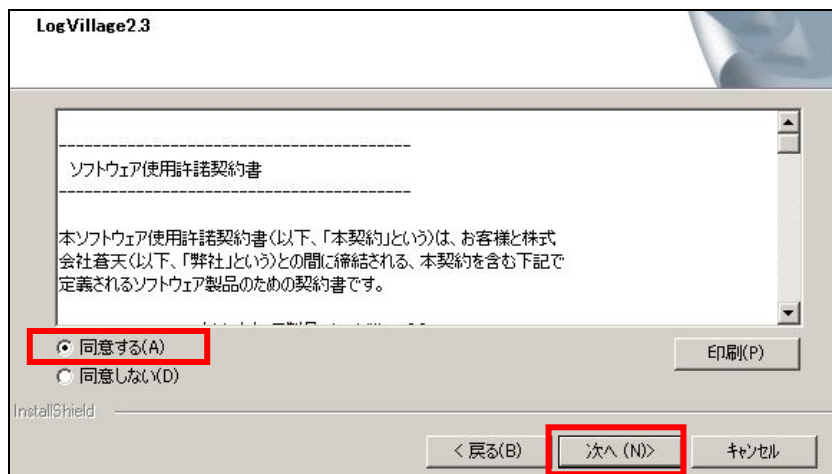 LogVillage2.3
----------------------------------------
ソフトウェア使用許諾契約書
----------------------------------------
本ソフトウェア使用許諾契約書(以下、「本契約」という)は、お客様と株式
会社蒼天(以下、「弊社」という)との間に締結される、本契約を含む下記で
定義されるソフトウェア製品のための契約書です。
同意する(A)
印刷(P)
同意しない(D)
InstallShield
< 戻る(B)
次へ (N)>
キャンセル